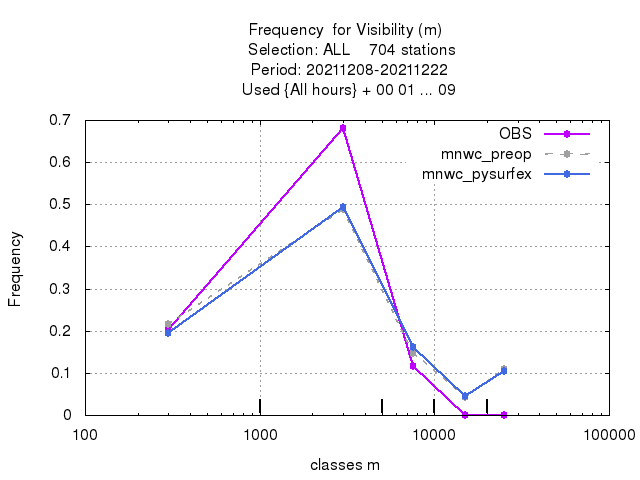 Frequency  for Visibility (m)
Selection: ALL    704 stations
Period: 20211208-20211222
Used {All hours} + 00 01 ... 09
OBS
mnwc_preop
mnwc_pysurfex
0.7
0.6
0.5
0.4
0.3
0.2
0.1
0
Frequency
100 1000 10000 100000
classes m